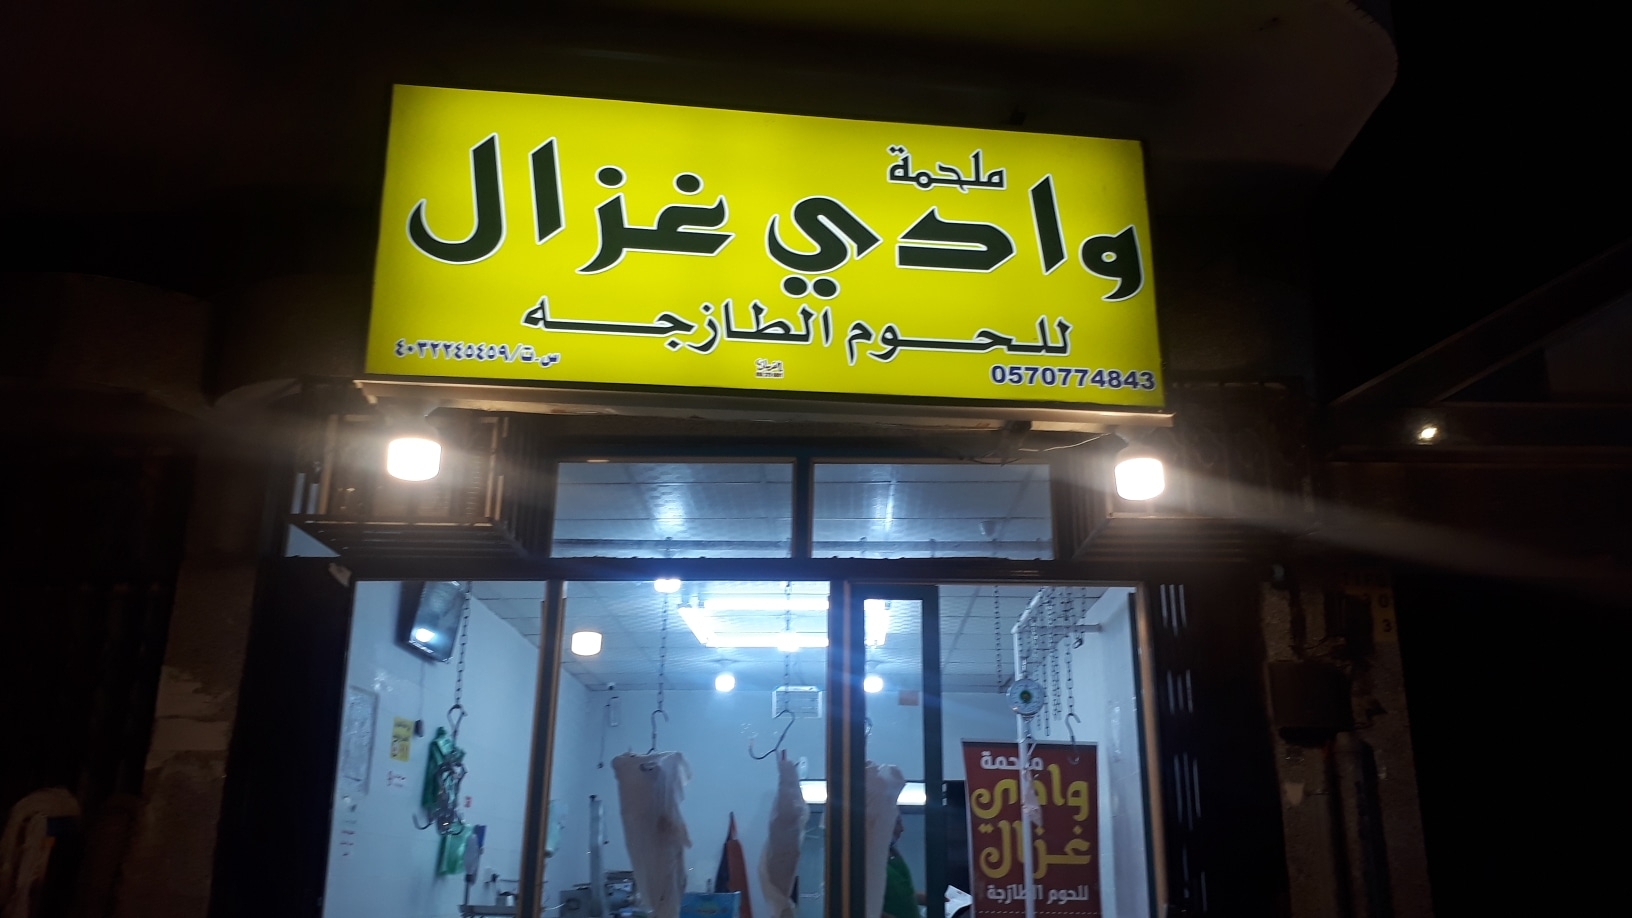 ملحمة
وادي غزال
للحوم الطازجه
0570774843
س.ت/٤٠٣٢٢٤٥٤٥٩
ملحمة
وادي
غزال
للحوم الطازجة